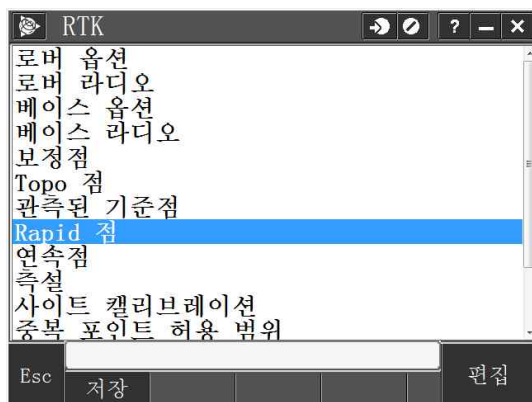 RTK
? — ×
로버 옵션
로버 라디오
베이스 옵션
베이스 라디오
보정점
Topo 점
관측된 기준점
Rapid 점
연속점
측설
사이트 캘리브레이션
중복 포인트 허용 범위
Esc
저장
편집